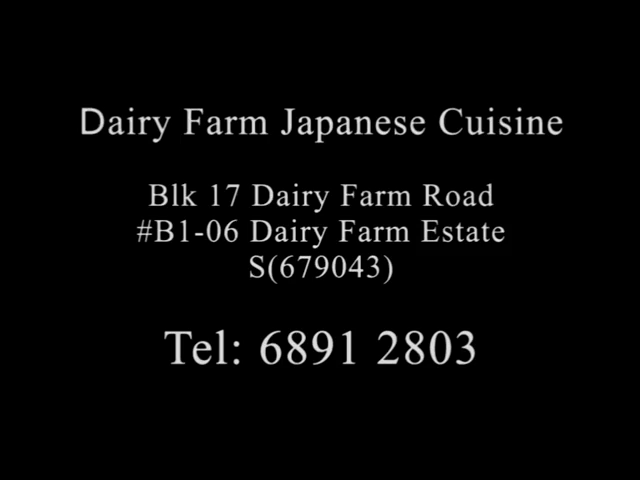 Dairy Farm Japanese Cuisine
Blk 17 Dairy Farm Road
#B1-06 Dairy Farm Estate
S(679043)
Tel: 6891 2803